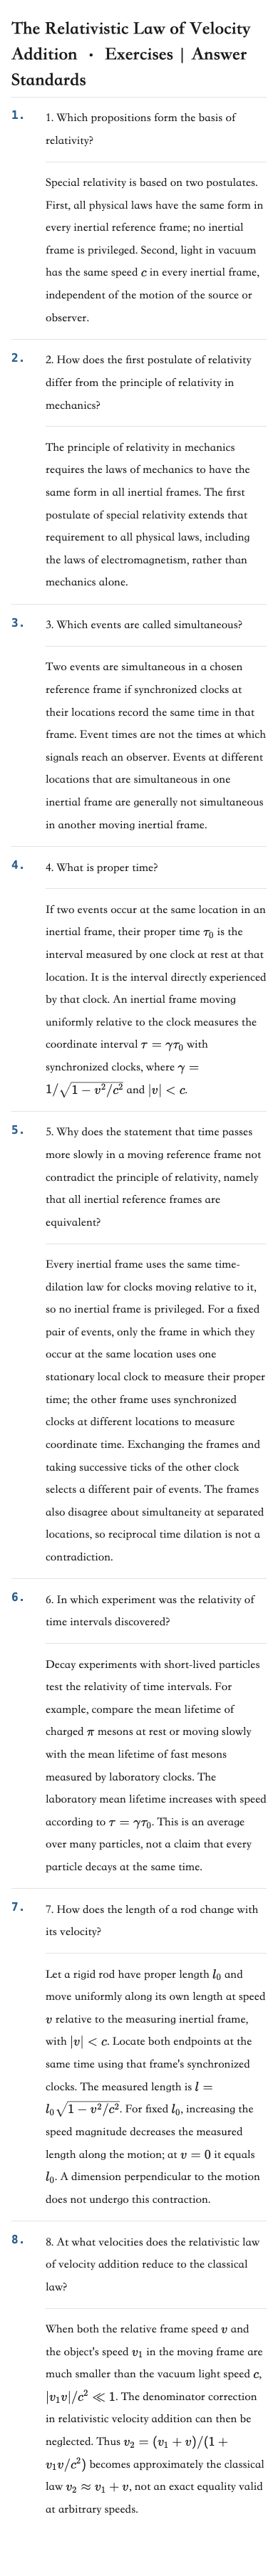 The Relativistic Law of Velocity
Addition · Exercises | Answer
Standards
1. 1. Which propositions form the basis of
relativity?
Special relativity is based on two postulates.
First, all physical laws have the same form in
every inertial reference frame; no inertial
frame is privileged. Second, light in vacuum
has the same speed c in every inertial frame,
independent of the motion of the source or
observer.
2. 2. How does the first postulate of relativity
differ from the principle of relativity in
mechanics?
The principle of relativity in mechanics
requires the laws of mechanics to have the
same form in all inertial frames. The first
postulate of special relativity extends that
requirement to all physical laws, including
the laws of electromagnetism, rather than
mechanics alone.
3. 3. Which events are called simultaneous?
Two events are simultaneous in a chosen
reference frame if synchronized clocks at
their locations record the same time in that
frame. Event times are not the times at which
signals reach an observer. Events at different
locations that are simultaneous in one
inertial frame are generally not simultaneous
in another moving inertial frame.
4. 4. What is proper time?
If two events occur at the same location in an
inertial frame, their proper time τ₀ is the
interval measured by one clock at rest at that
location. It is the interval directly experienced
by that clock. An inertial frame moving
uniformly relative to the clock measures the
coordinate interval τ = γτ₀ with
synchronized clocks, where γ =
1/√(1 − v²/c²) and |v| < c.
5. 5. Why does the statement that time passes
more slowly in a moving reference frame not
contradict the principle of relativity, namely
that all inertial reference frames are
equivalent?
Every inertial frame uses the same time-
dilation law for clocks moving relative to it,
so no inertial frame is privileged. For a fixed
pair of events, only the frame in which they
occur at the same location uses one
stationary local clock to measure their proper
time; the other frame uses synchronized
clocks at different locations to measure
coordinate time. Exchanging the frames and
taking successive ticks of the other clock
selects a different pair of events. The frames
also disagree about simultaneity at separated
locations, so reciprocal time dilation is not a
contradiction.
6. 6. In which experiment was the relativity of
time intervals discovered?
Decay experiments with short-lived particles
test the relativity of time intervals. For
example, compare the mean lifetime of
charged π mesons at rest or moving slowly
with the mean lifetime of fast mesons
measured by laboratory clocks. The
laboratory mean lifetime increases with speed
according to τ = γτ₀. This is an average
over many particles, not a claim that every
particle decays at the same time.
7. 7. How does the length of a rod change with
its velocity?
Let a rigid rod have proper length l₀ and
move uniformly along its own length at speed
v relative to the measuring inertial frame,
with |v| < c. Locate both endpoints at the
same time using that frame's synchronized
clocks. The measured length is l =
l₀√(1 − v²/c²). For fixed l₀, increasing the
speed magnitude decreases the measured
length along the motion; at v = 0 it equals
l₀. A dimension perpendicular to the motion
does not undergo this contraction.
8. 8. At what velocities does the relativistic law
of velocity addition reduce to the classical
law?
When both the relative frame speed v and
the object's speed v₁ in the moving frame are
much smaller than the vacuum light speed c,
|v₁v|/c² ≪ 1. The denominator correction
in relativistic velocity addition can then be
neglected. Thus v₂ = (v₁ + v)/(1 +
v₁v/c²) becomes approximately the classical
law v₂ ≈ v₁ + v, not an exact equality valid
at arbitrary speeds.